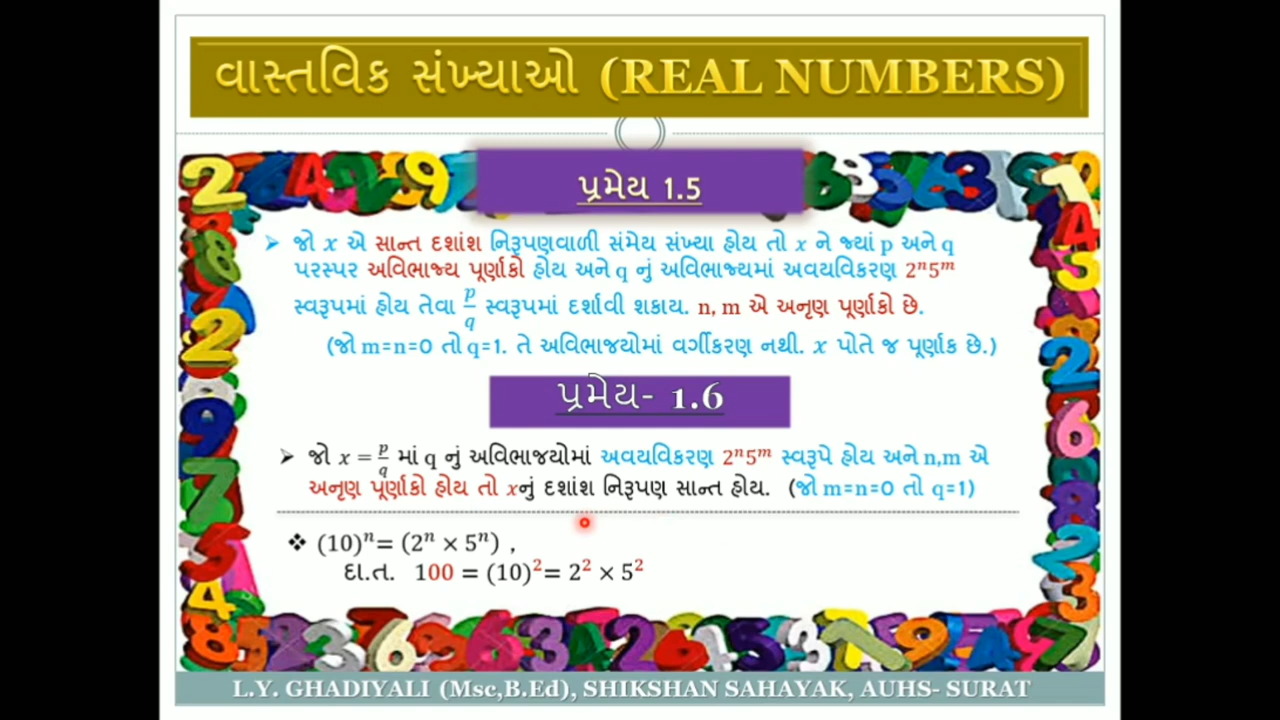 વાસ્તવિક સંખ્યાઓ (REAL NUMBERS)
પ્રમેય 1.5
➢ જો x એ સાન્ત દશાંશ નિરૂપણવાળી સંમેય સંખ્યા હોય તો x ને જ્યાં p અને q
પરસ્પર અવિભાજ્ય પૂર્ણાંકો હોય અને q નું અવિભાજ્યમાં અવયવિકરણ 2ⁿ5ᵐ
સ્વરૂપમાં હોય તેવા p/q સ્વરૂપમાં દર્શાવી શકાય. n, m એ અનૃણ પૂર્ણાંકો છે.
(જો m=n=0 તો q=1. તે અવિભાજયોમાં વર્ગીકરણ નથી. x પોતે જ પૂર્ણાંક છે.)
પ્રમેય- 1.6
➢ જો x = p/q માં q નું અવિભાજયોમાં અવયવિકરણ 2ⁿ5ᵐ સ્વરૂપે હોય અને n,m એ
અનૃણ પૂર્ણાંકો હોય તો xનું દશાંશ નિરૂપણ સાન્ત હોય. (જો m=n=0 તો q=1)
❖ (10)ⁿ= (2ⁿ × 5ⁿ) ,
દા.ત. 100 = (10)²= 2² × 5²
L.Y. GHADIYALI (Msc,B.Ed), SHIKSHAN SAHAYAK, AUHS- SURAT